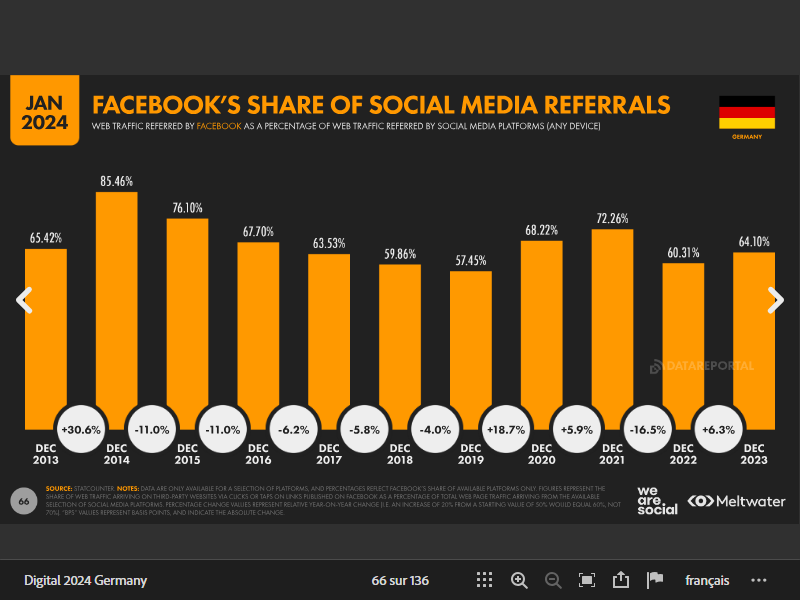 JAN
2024
FACEBOOK'S SHARE OF SOCIAL MEDIA REFERRALS
WEB TRAFFIC REFERRED BY FACEBOOK AS A PERCENTAGE OF WEB TRAFFIC REFERRED BY SOCIAL MEDIA PLATFORMS (ANY DEVICE)
GERMANY
65.42%
85.46%
76.10%
67.70%
63.53%
59.86%
57.45%
68.22%
72.26%
60.31%
64.10%
DATAREPORTAL
+30.6%
-11.0%
-11.0%
-6.2%
-5.8%
-4.0%
+18.7%
+5.9%
-16.5%
+6.3%
DEC
2013
DEC
2014
DEC
2015
DEC
2016
DEC
2017
DEC
2018
DEC
2019
DEC
2020
DEC
2021
DEC
2022
DEC
2023
66
SOURCE: STATCOUNTER. NOTES: DATA ARE ONLY AVAILABLE FOR A SELECTION OF PLATFORMS, AND PERCENTAGES REFLECT FACEBOOK'S SHARE OF AVAILABLE PLATFORMS ONLY. FIGURES REPRESENT THE
SHARE OF WEB TRAFFIC ARRIVING ON THIRD-PARTY WEBSITES VIA CLICKS OR TAPS ON LINKS PUBLISHED ON FACEBOOK AS A PERCENTAGE OF TOTAL WEB PAGE TRAFFIC ARRIVING FROM THE AVAILABLE
SELECTION OF SOCIAL MEDIA PLATFORMS. PERCENTAGE CHANGE VALUES REPRESENT RELATIVE YEAR-ON-YEAR CHANGE (I.E. AN INCREASE OF 20% FROM A STARTING VALUE OF 50% WOULD EQUAL 60%, NOT
70%). "BPS" VALUES REPRESENT BASIS POINTS, AND INDICATE THE ABSOLUTE CHANGE.
we
are.
social
Meltwater
Digital 2024 Germany
66 sur 136
français